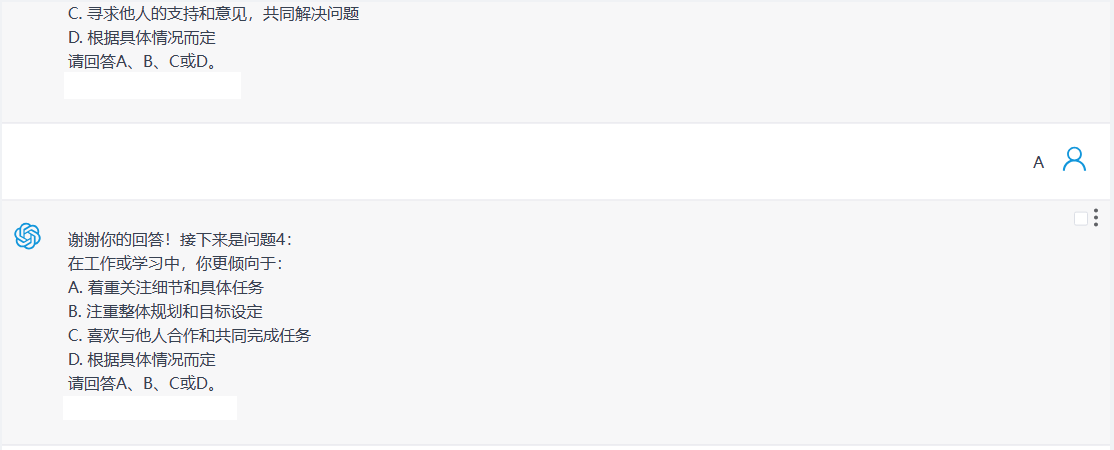 C. 寻求他人的支持和意见，共同解决问题
D. 根据具体情况而定
请回答A、B、C或D。
A
谢谢你的回答！接下来是问题4：
在工作或学习中，你更倾向于：
A. 着重关注细节和具体任务
B. 注重整体规划和目标设定
C. 喜欢与他人合作和共同完成任务
D. 根据具体情况而定
请回答A、B、C或D。